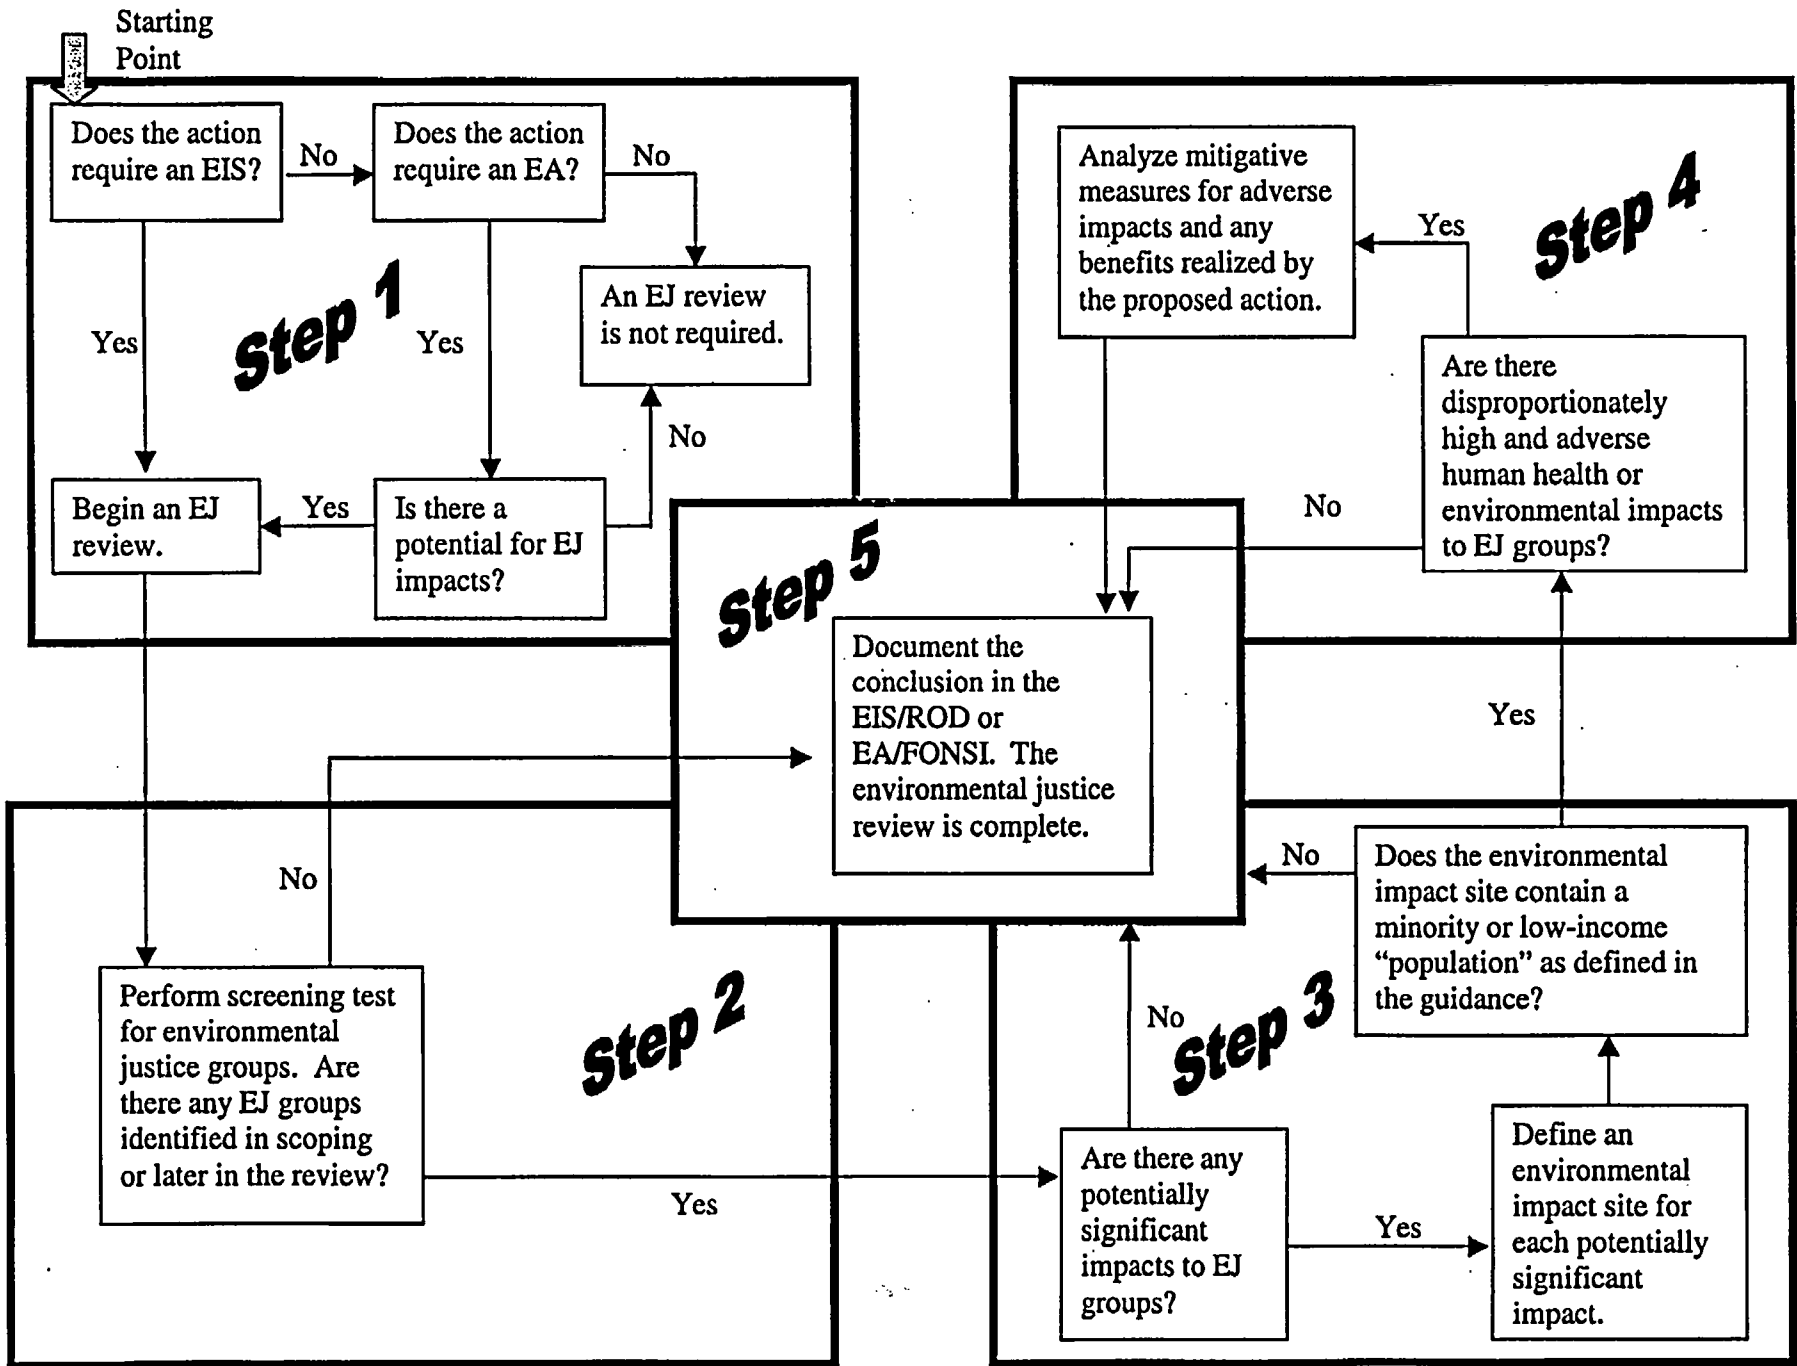 Starting
Point
Does the action
require an EIS?
No
Does the action
require an EA?
No
An EJ review
is not required.
Yes
Step 1
Yes
No
Begin an EJ
review.
Yes
Is there a
potential for EJ
impacts?
Analyze mitigative
measures for adverse
impacts and any
benefits realized by
the proposed action.
Yes
Step 4
Are there
disproportionately
high and adverse
human health or
environmental impacts
to EJ groups?
No
Step 5
Document the
conclusion in the
EIS/ROD or
EA/FONSI. The
environmental justice
review is complete.
Yes
No
Perform screening test
for environmental
justice groups. Are
there any EJ groups
identified in scoping
or later in the review?
Step 2
Yes
No
Does the environmental
impact site contain a
minority or low-income
“population” as defined in
the guidance?
No
Step 3
Are there any
potentially
significant
impacts to EJ
groups?
Yes
Define an
environmental
impact site for
each potentially
significant
impact.